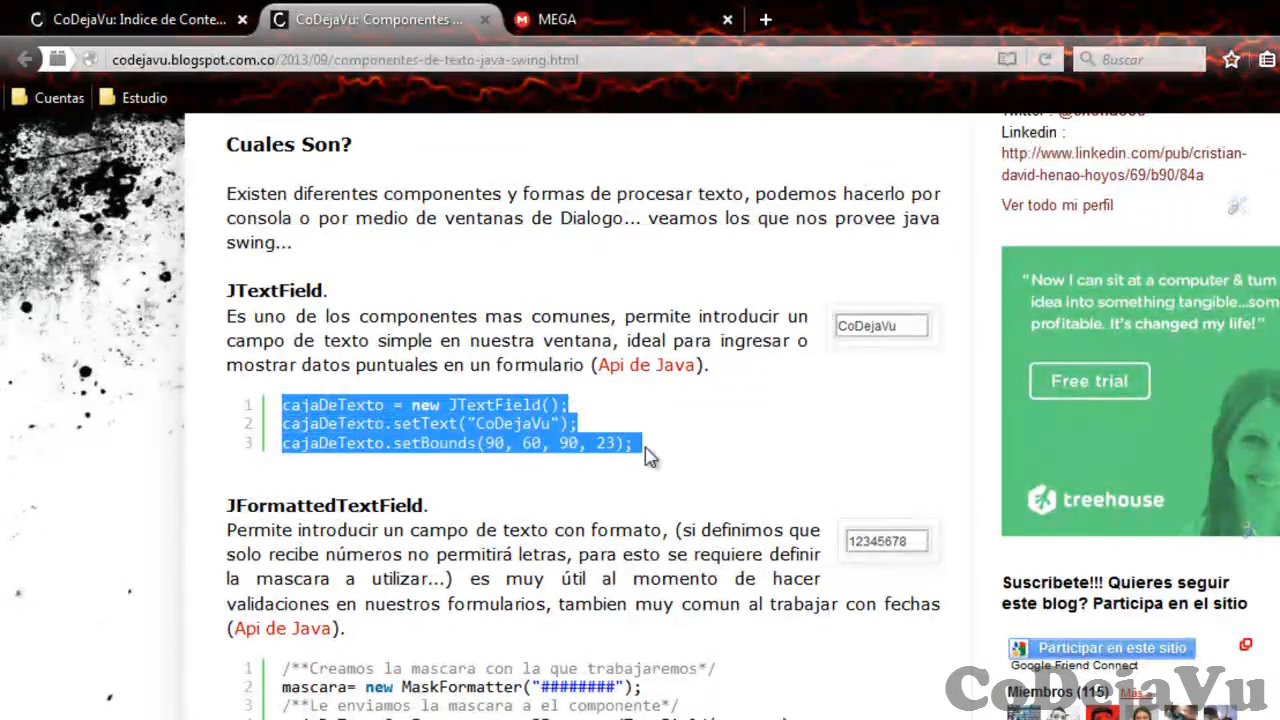 CoDejaVu: Indice de Conte...
CoDejaVu: Componentes ...
MEGA
codejavu.blogspot.com.co/2013/09/componentes-de-texto-java-swing.html
Buscar
Cuentas
Estudio
Cuales Son?
Existen diferentes componentes y formas de procesar texto, podemos hacerlo por
consola o por medio de ventanas de Dialogo... veamos los que nos provee java
swing...
JTextField.
Es uno de los componentes mas comunes, permite introducir un
campo de texto simple en nuestra ventana, ideal para ingresar o
mostrar datos puntuales en un formulario (Api de Java).
CoDejaVu
1 cajaDeTexto = new JTextField();
2 cajaDeTexto.setText("CoDejaVu");
3 cajaDeTexto.setBounds(90, 60, 90, 23);
JFormattedTextField.
Permite introducir un campo de texto con formato, (si definimos que
solo recibe números no permitirá letras, para esto se requiere definir
la mascara a utilizar...) es muy útil al momento de hacer
validaciones en nuestros formularios, tambien muy comun al trabajar con fechas
(Api de Java).
12345678
1 /**Creamos la mascara con la que trabajaremos*/
2 mascara= new MaskFormatter("########");
3 /**Le enviamos la mascara a el componente*/
Linkedin :
http://www.linkedin.com/pub/cristian-
david-henao-hoyos/69/b90/84a
Ver todo mi perfil
"Now I can sit at a computer & turn
idea into something tangible...som
profitable. It's changed my life!"
Free trial
treehouse
Suscribete!!! Quieres seguir
este blog? Participa en el sitio
Participar en este sitio
Google Friend Connect
Miembros (115) Más »
CoDejaVu